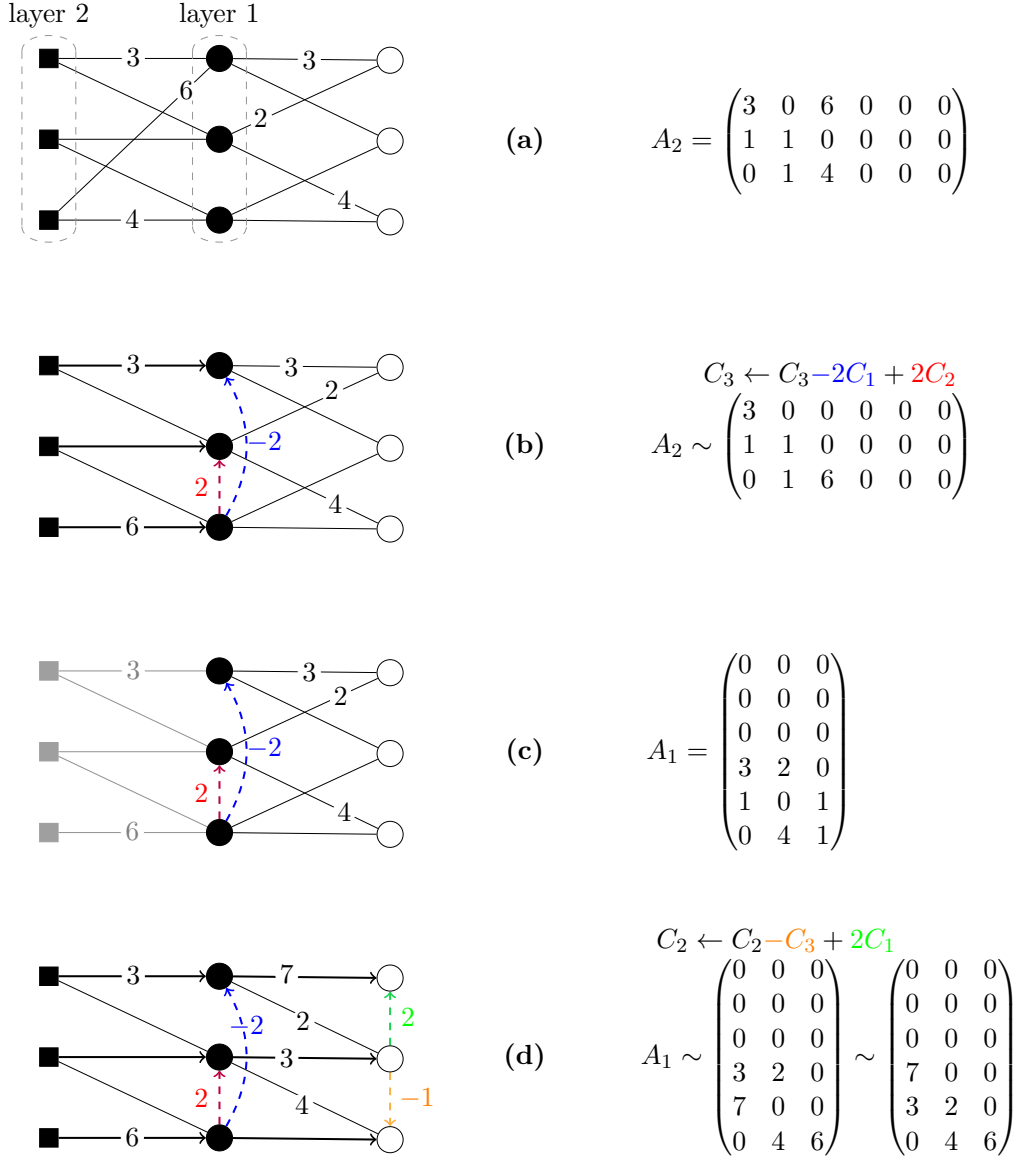 layer 2 layer 1
3 3
6
2
4
4
(a)
A₂ =
3 0 6 0 0 0
1 1 0 0 0 0
0 1 4 0 0 0
3 3
2
−2
2
4
6
(b)
C₃ ← C₃−2C₁ + 2C₂
A₂ ∼
3 0 0 0 0 0
1 1 0 0 0 0
0 1 6 0 0 0
3 3
2
−2
2
4
6
(c)
A₁ =
0 0 0
0 0 0
0 0 0
3 2 0
1 0 1
0 4 1
3 7
−2 2 2
3
2 4 −1
6
(d)
C₂ ← C₂−C₃ + 2C₁
A₁ ∼
0 0 0
0 0 0
0 0 0
3 2 0
7 0 0
0 4 6
∼
0 0 0
0 0 0
0 0 0
7 0 0
3 2 0
0 4 6